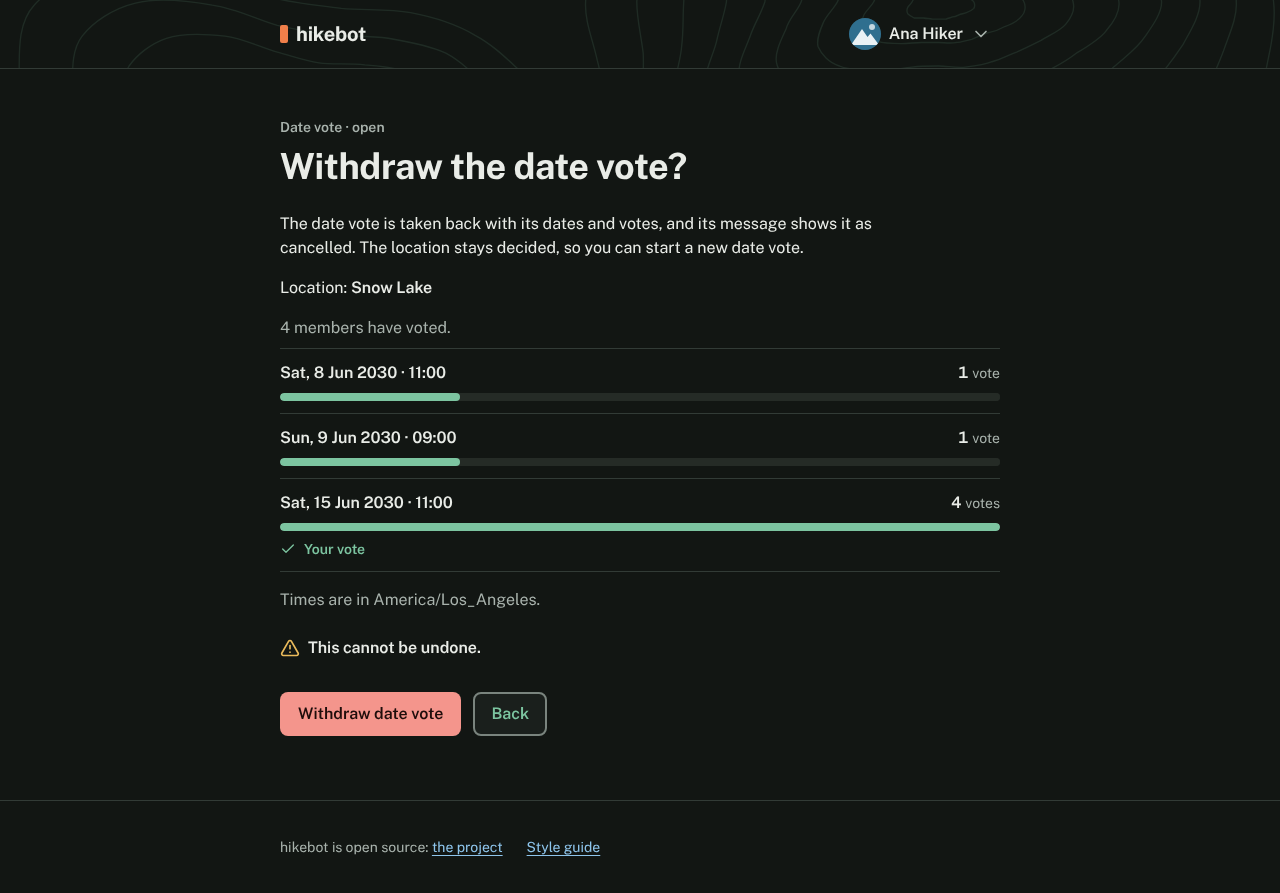 hikebot
Ana Hiker
Date vote · open
Withdraw the date vote?
The date vote is taken back with its dates and votes, and its message shows it as
cancelled. The location stays decided, so you can start a new date vote.
Location: Snow Lake
4 members have voted.
Sat, 8 Jun 2030 · 11:00
1 vote
Sun, 9 Jun 2030 · 09:00
1 vote
Sat, 15 Jun 2030 · 11:00
4 votes
Your vote
Times are in America/Los_Angeles.
This cannot be undone.
Withdraw date vote
Back
hikebot is open source: the project
Style guide